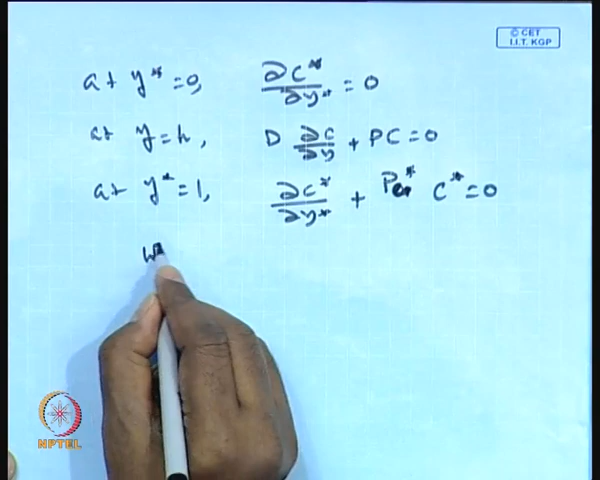 © CET
I.I.T. KGP
at y* = 0, ∂c*/∂y* = 0
at y = h, D ∂c/∂y + PC = 0
at y* = 1, ∂c*/∂y* + Pe* c* = 0
W
NPTEL